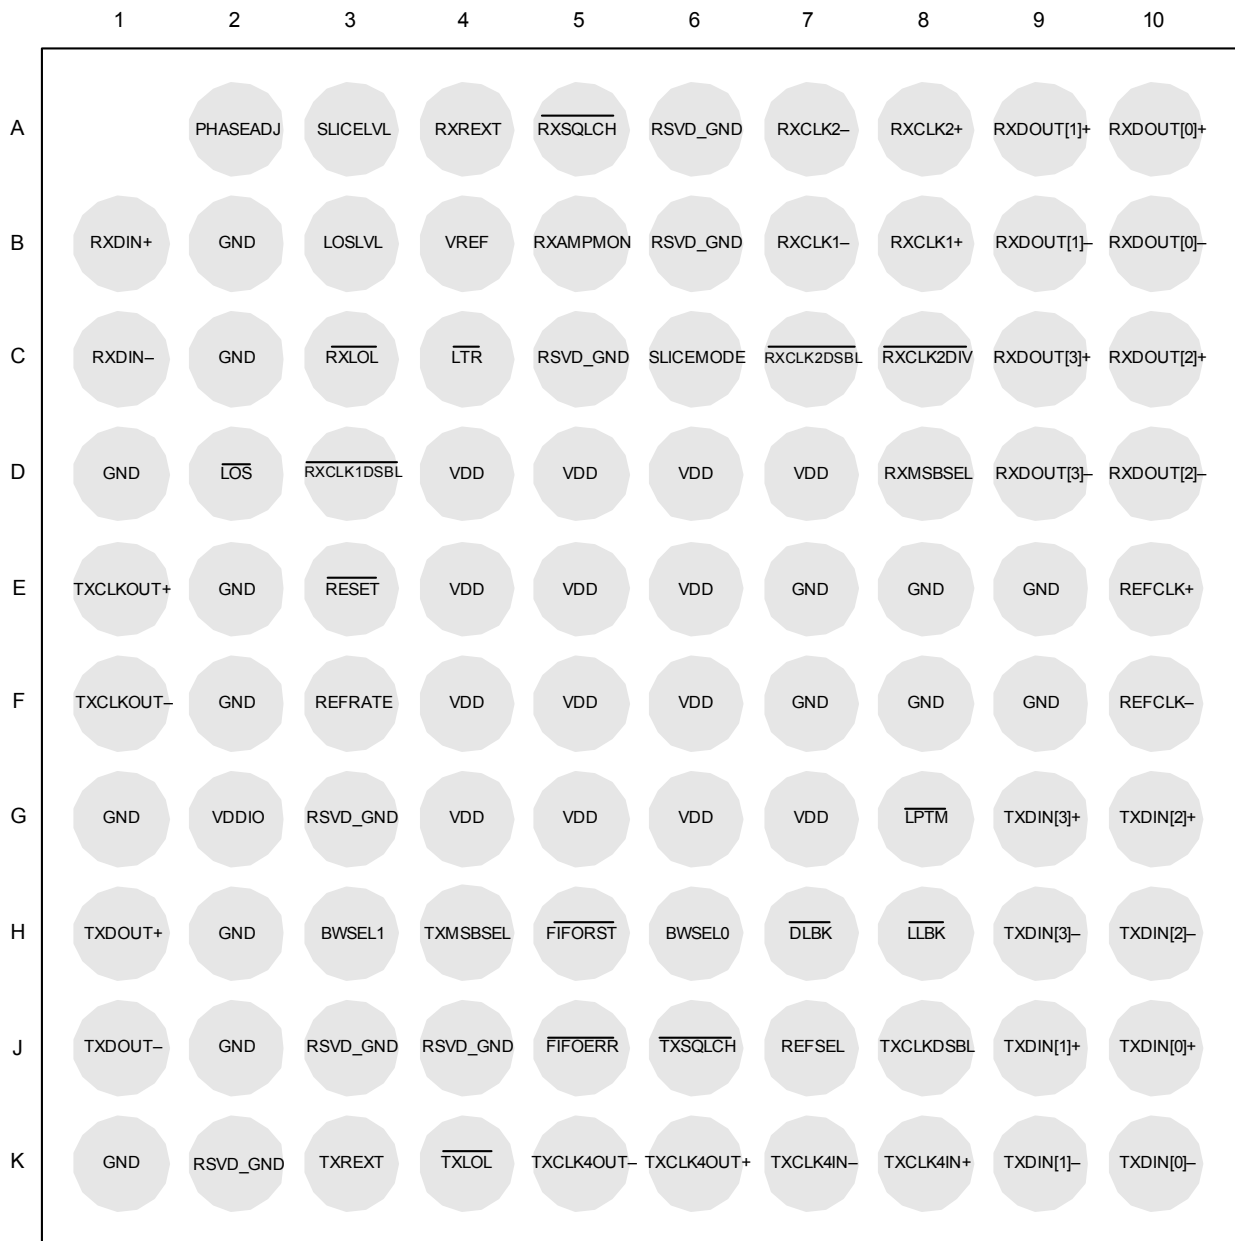 1 2 3 4 5 6 7 8 9 10
A PHASEADJ SLICELVL RXREXT RXSQLCH RSVD_GND RXCLK2– RXCLK2+ RXDOUT[1]+ RXDOUT[0]+
B RXDIN+ GND LOSLVL VREF RXAMPMON RSVD_GND RXCLK1– RXCLK1+ RXDOUT[1]– RXDOUT[0]–
C RXDIN– GND RXLOL LTR RSVD_GND SLICEMODE RXCLK2DSBL RXCLK2DIV RXDOUT[3]+ RXDOUT[2]+
D GND LOS RXCLK1DSBL VDD VDD VDD VDD RXMSBSEL RXDOUT[3]– RXDOUT[2]–
E TXCLKOUT+ GND RESET VDD VDD VDD GND GND GND REFCLK+
F TXCLKOUT– GND REFRATE VDD VDD VDD GND GND GND REFCLK–
G GND VDDIO RSVD_GND VDD VDD VDD VDD LPTM TXDIN[3]+ TXDIN[2]+
H TXDOUT+ GND BWSEL1 TXMSBSEL FIFORST BWSEL0 DLBK LLBK TXDIN[3]– TXDIN[2]–
J TXDOUT– GND RSVD_GND RSVD_GND FIFOERR TXSQLCH REFSEL TXCLKDSBL TXDIN[1]+ TXDIN[0]+
K GND RSVD_GND TXREXT TXLOL TXCLK4OUT– TXCLK4OUT+ TXCLK4IN– TXCLK4IN+ TXDIN[1]– TXDIN[0]–